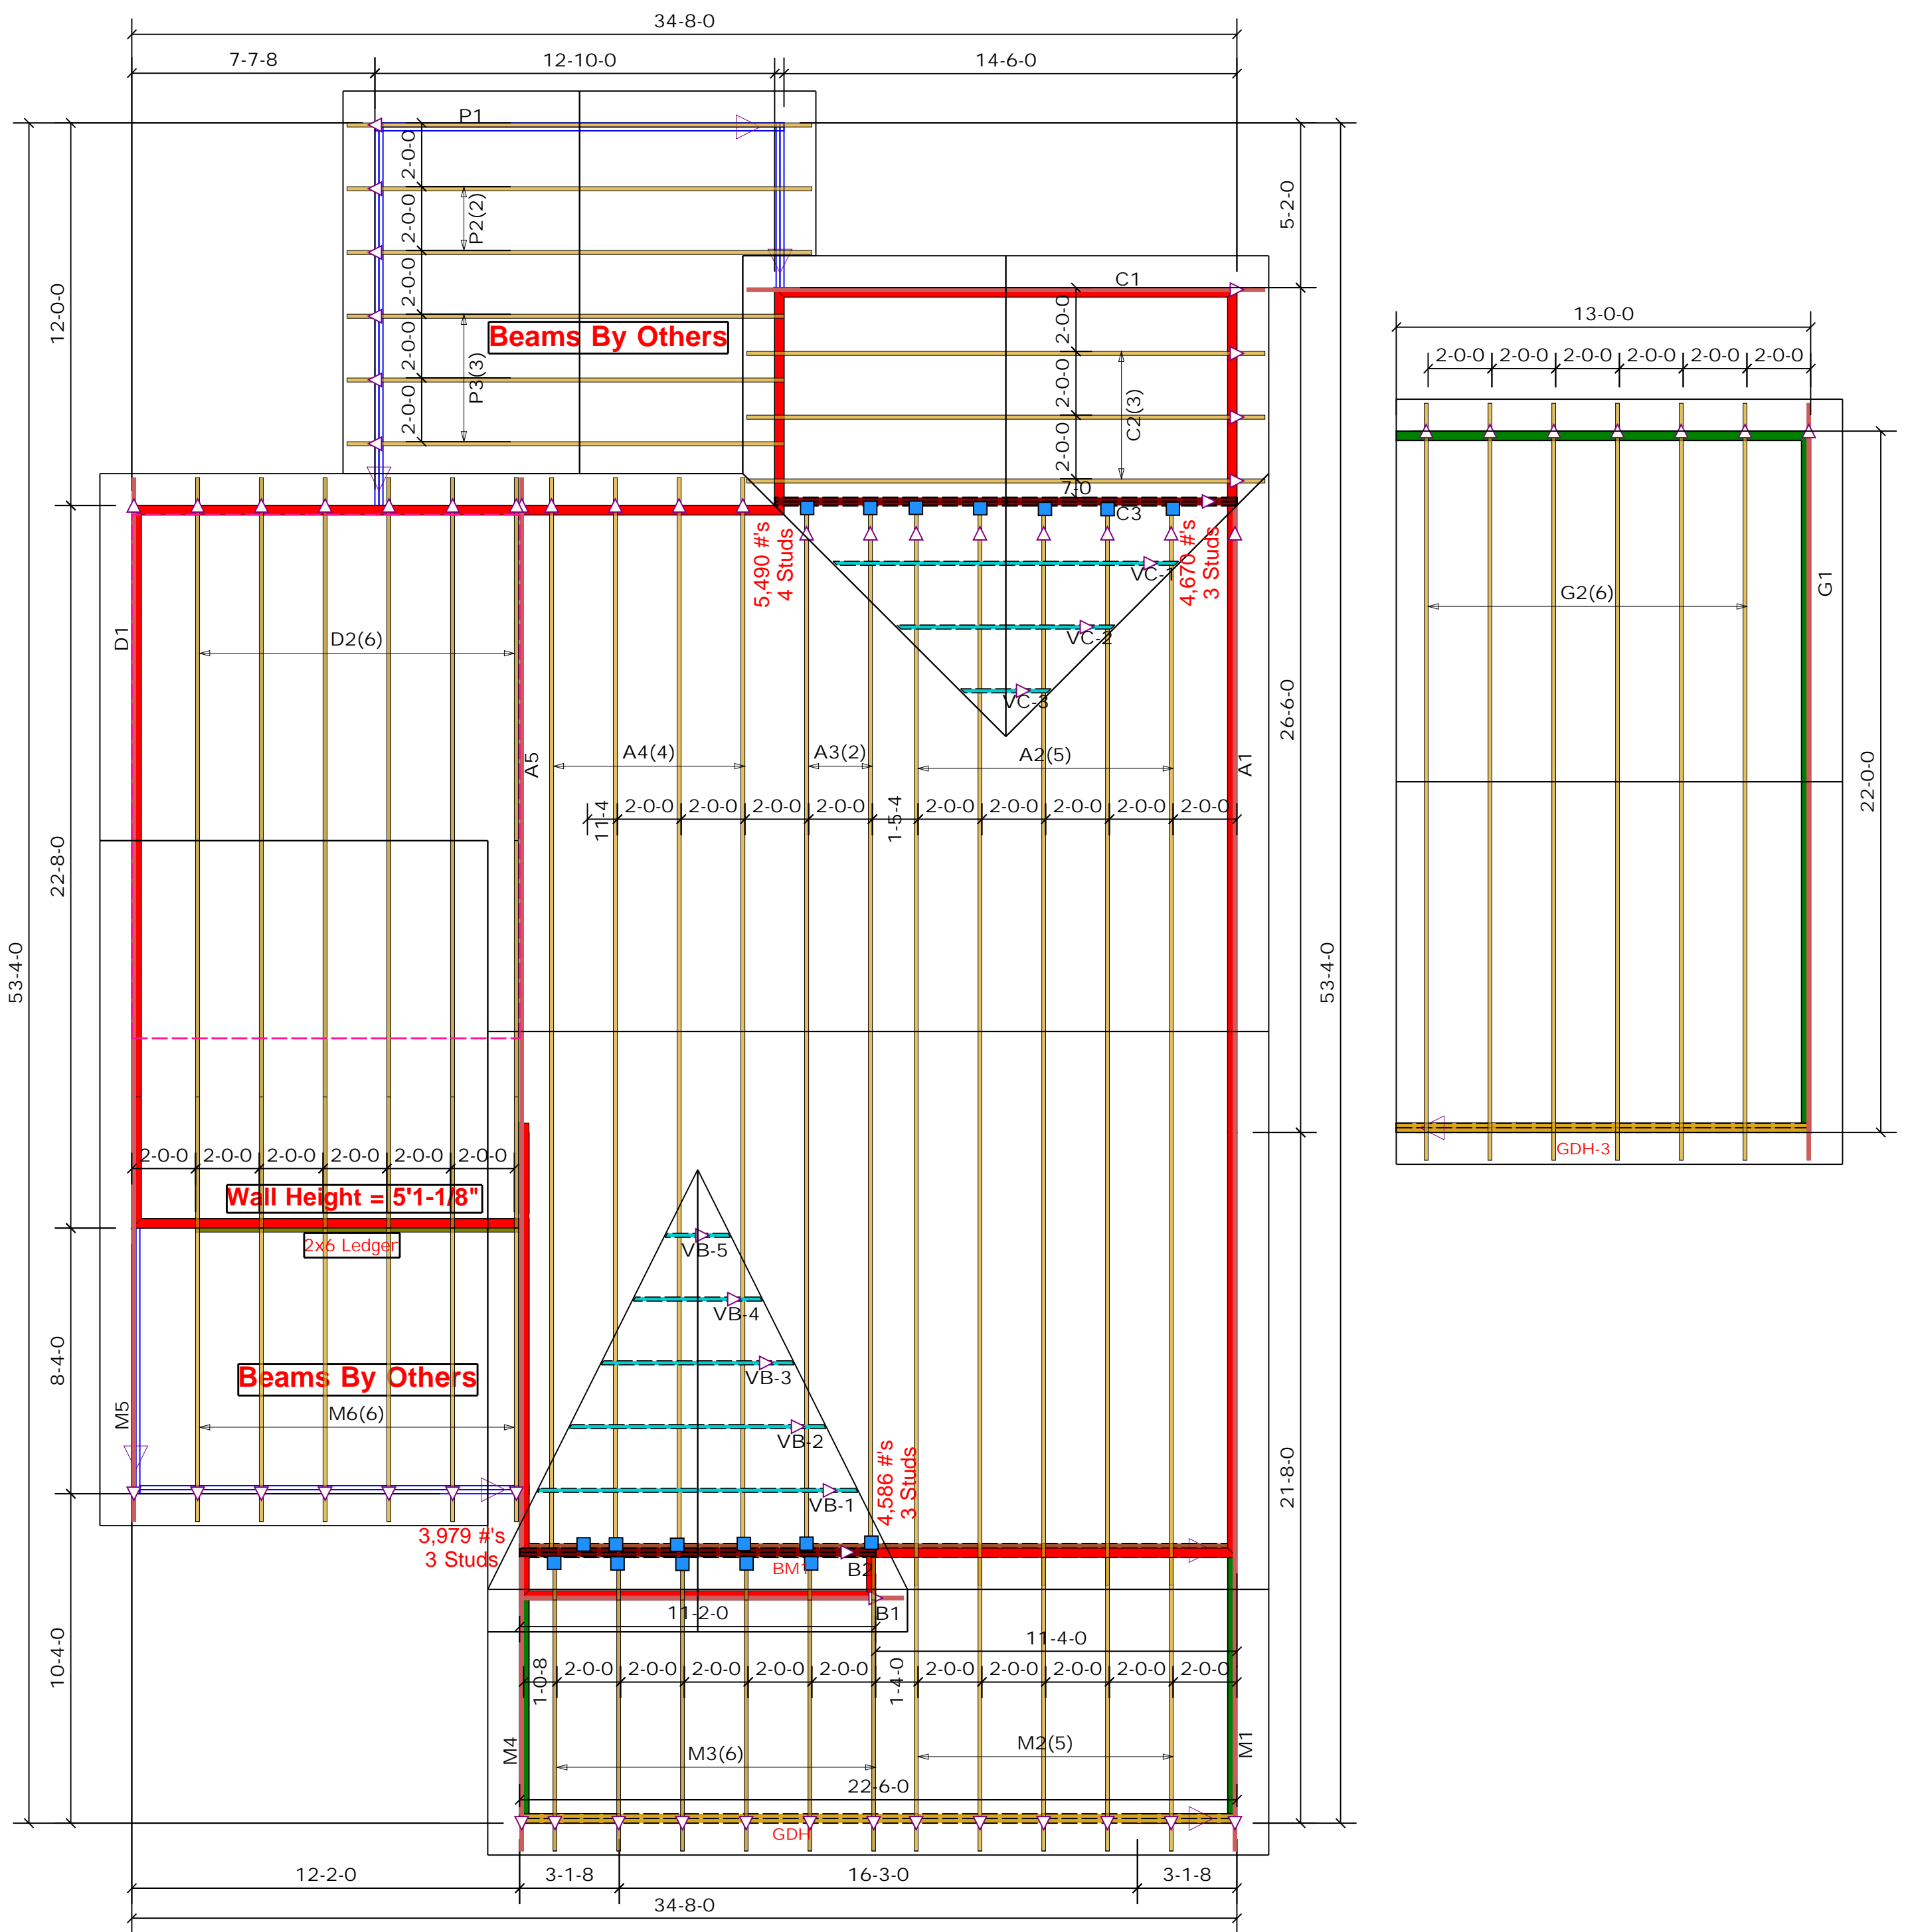 34-8-0
7-7-8
12-10-0
14-6-0
P1
2-0-0
2-0-0
P2(2)
2-0-0
2-0-0
P3(3)
2-0-0
Beams By Others
12-0-0
5-2-0
C1
2-0-0
2-0-0
C2(3)
2-0-0
7-0
C3
13-0-0
2-0-0
2-0-0
2-0-0
2-0-0
2-0-0
2-0-0
5,490 #'s
4 Studs
4,670 #'s
3 Studs
VC-1
VC-2
VC-3
D1
D2(6)
G2(6)
G1
26-6-0
A5
A4(4)
A3(2)
A2(5)
A1
22-0-0
11-4
2-0-0
2-0-0
2-0-0
2-0-0
1-5-4
2-0-0
2-0-0
2-0-0
2-0-0
2-0-0
22-8-0
53-4-0
53-4-0
GDH-3
2-0-0
2-0-0
2-0-0
2-0-0
2-0-0
2-0-0
Wall Height = 5'1-1/8"
2x6 Ledger
VB-5
VB-4
VB-3
VB-2
VB-1
8-4-0
Beams By Others
M5
M6(6)
4,586 #'s
3 Studs
21-8-0
3,979 #'s
3 Studs
BM1
B2
B1
11-2-0
11-4-0
10-4-0
1-0-8
2-0-0
2-0-0
2-0-0
2-0-0
2-0-0
1-4-0
2-0-0
2-0-0
2-0-0
2-0-0
2-0-0
M4
M3(6)
M2(5)
M1
22-6-0
GDH
12-2-0
3-1-8
16-3-0
3-1-8
34-8-0